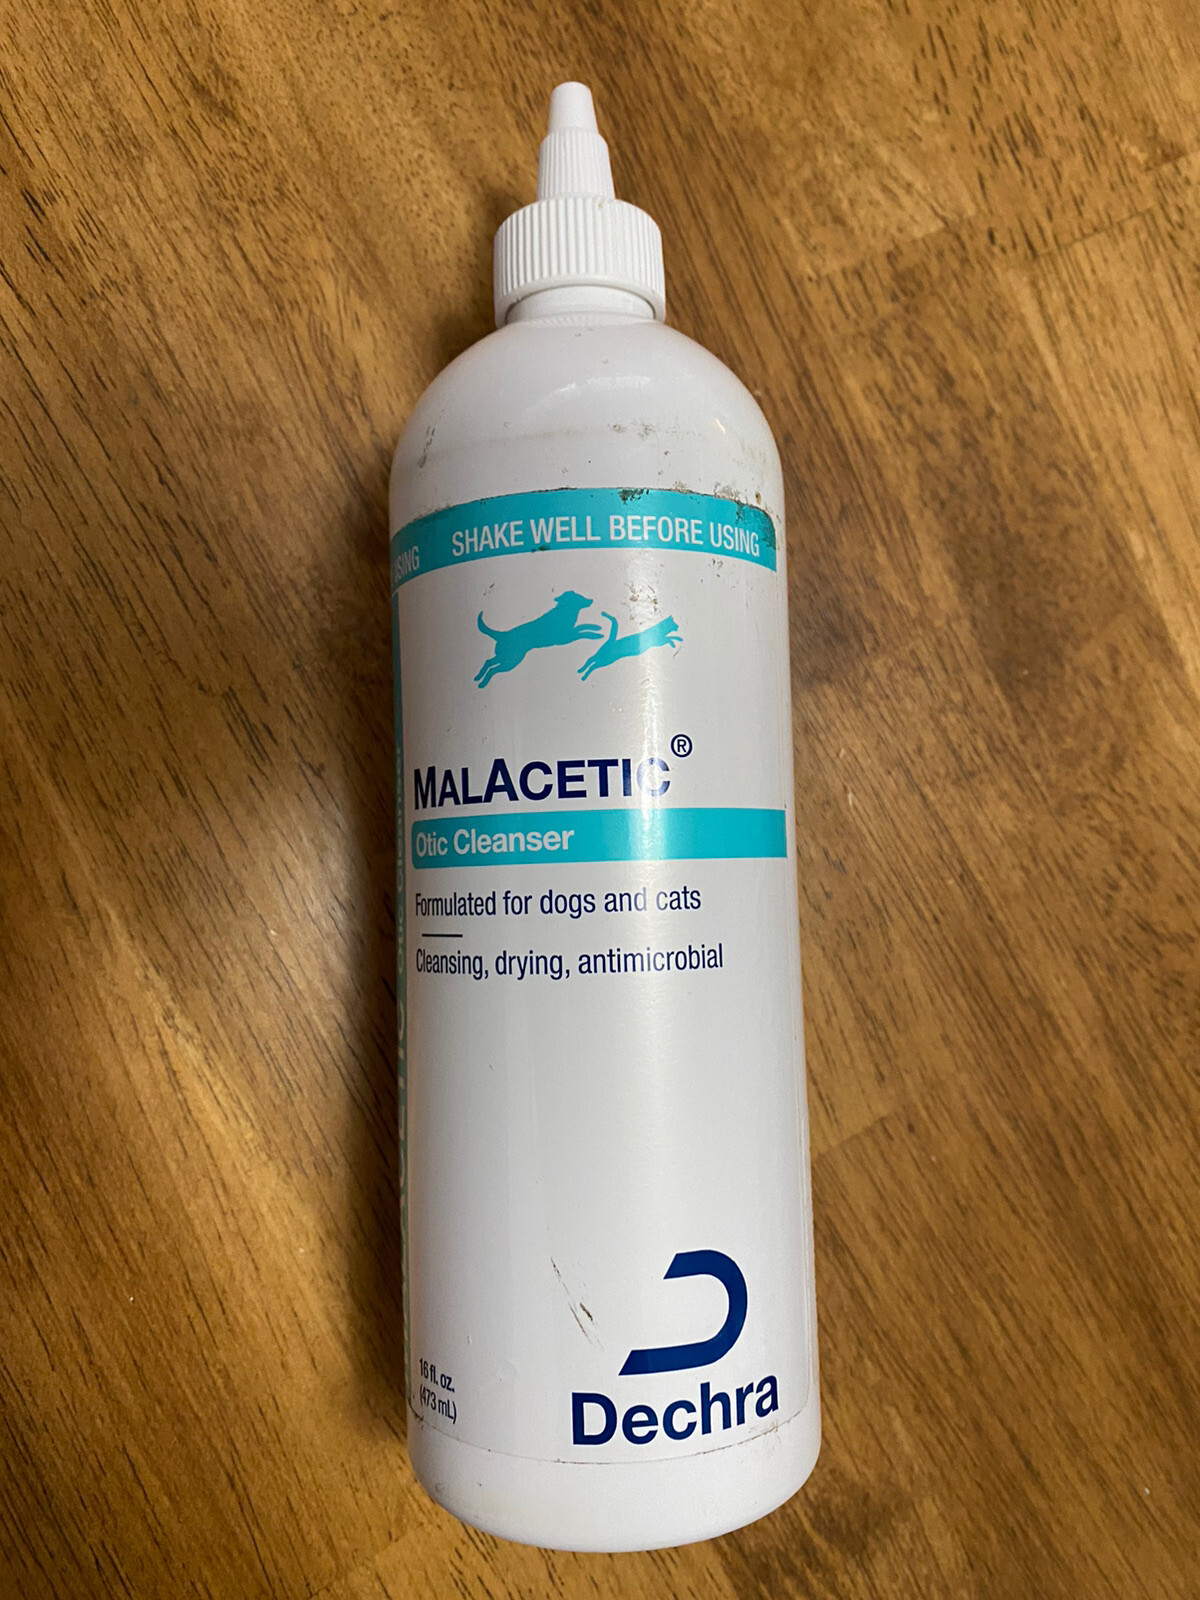 USING SHAKE WELL BEFORE USING
MALACETIC®
Otic Cleanser
Formulated for dogs and cats
Cleansing, drying, antimicrobial
16 fl. oz.
(473 mL)
Dechra